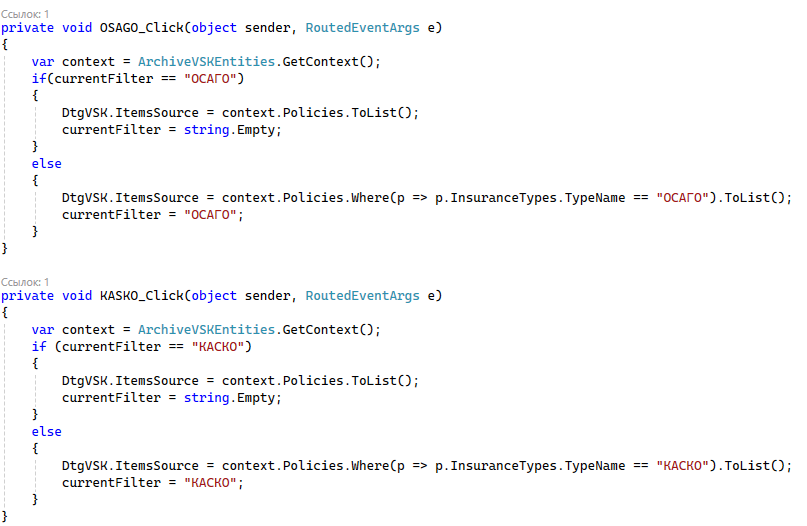 Ссылок: 1
private void OSAGO_Click(object sender, RoutedEventArgs e)
{
    var context = ArchiveVSKEntities.GetContext();
    if(currentFilter == "ОСАГО")
    {
        DtgVSK.ItemsSource = context.Policies.ToList();
        currentFilter = string.Empty;
    }
    else
    {
        DtgVSK.ItemsSource = context.Policies.Where(p => p.InsuranceTypes.TypeName == "ОСАГО").ToList();
        currentFilter = "ОСАГО";
    }
}
Ссылок: 1
private void KASKO_Click(object sender, RoutedEventArgs e)
{
    var context = ArchiveVSKEntities.GetContext();
    if (currentFilter == "КАСКО")
    {
        DtgVSK.ItemsSource = context.Policies.ToList();
        currentFilter = string.Empty;
    }
    else
    {
        DtgVSK.ItemsSource = context.Policies.Where(p => p.InsuranceTypes.TypeName == "КАСКО").ToList();
        currentFilter = "КАСКО";
    }
}